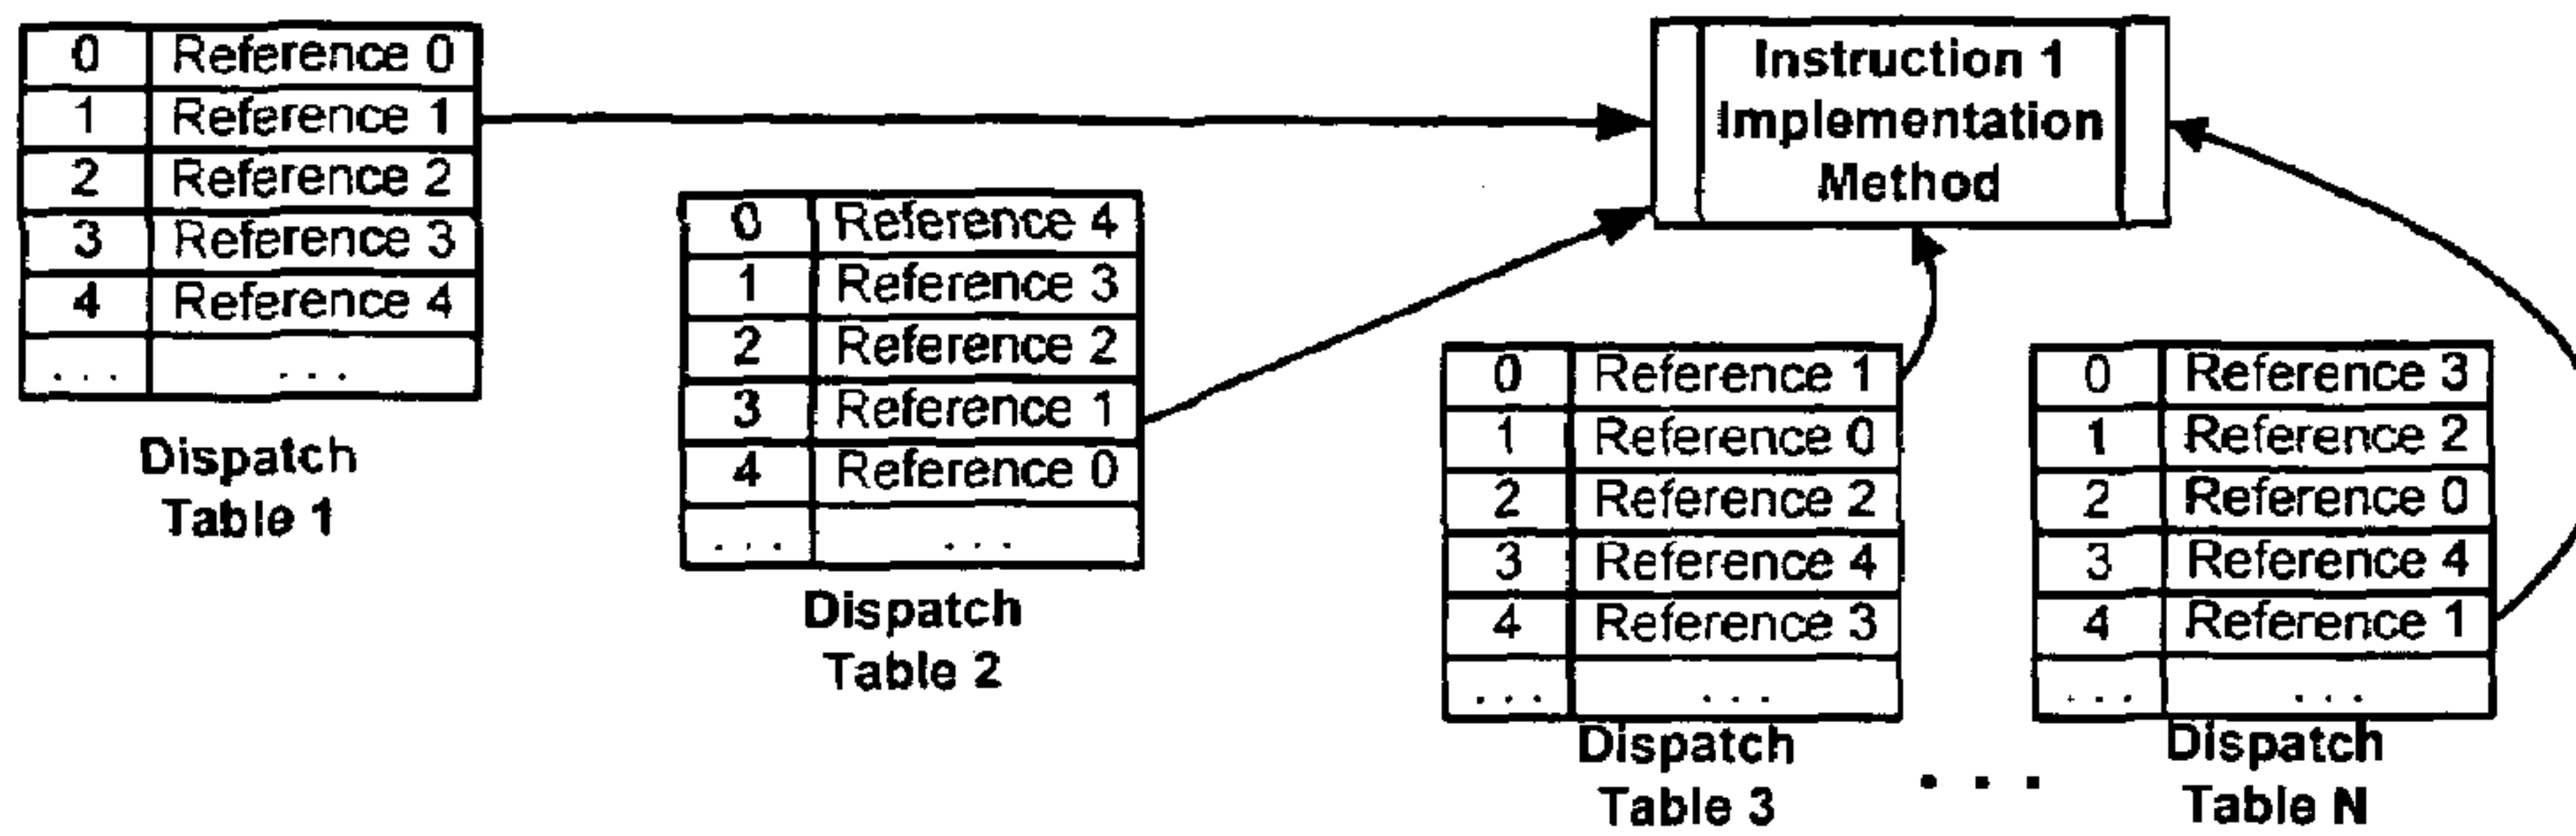 0 Reference 0
1 Reference 1
2 Reference 2
3 Reference 3
4 Reference 4
... ...
Dispatch
Table 1
0 Reference 4
1 Reference 3
2 Reference 2
3 Reference 1
4 Reference 0
... ...
Dispatch
Table 2
Instruction 1
Implementation
Method
0 Reference 1
1 Reference 0
2 Reference 2
3 Reference 4
4 Reference 3
... ...
Dispatch
Table 3
...
0 Reference 3
1 Reference 2
2 Reference 0
3 Reference 4
4 Reference 1
... ...
Dispatch
Table N